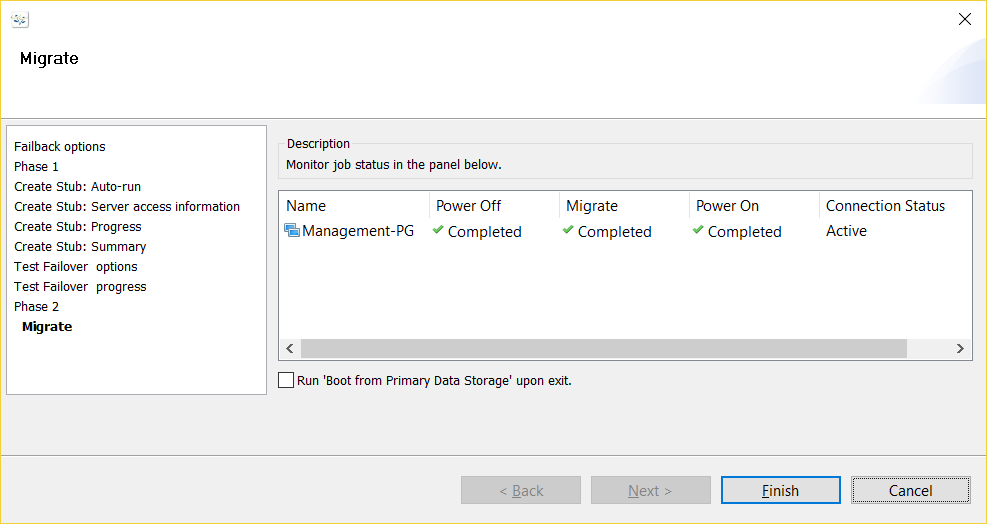 Migrate
Failback options
Phase 1
Create Stub: Auto-run
Create Stub: Server access information
Create Stub: Progress
Create Stub: Summary
Test Failover  options
Test Failover  progress
Phase 2
Migrate
Description
Monitor job status in the panel below.
Name Power Off Migrate Power On Connection Status
Management-PG Completed Completed Completed Active
Run 'Boot from Primary Data Storage' upon exit.
< Back Next > Finish Cancel